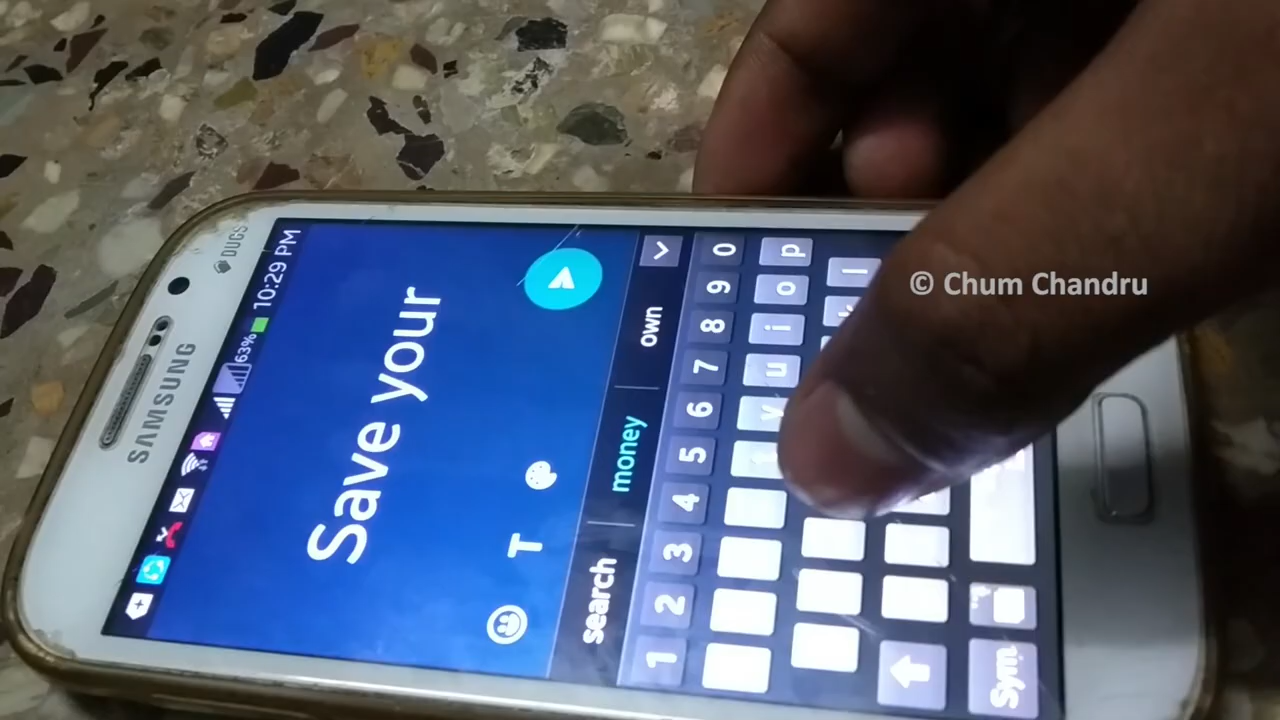 DUOS
SAMSUNG
63% 10:29 PM
Save your
T
search money own
1 2 3 4 5 6 7 8 9 0
u i o p
Sym
© Chum Chandru